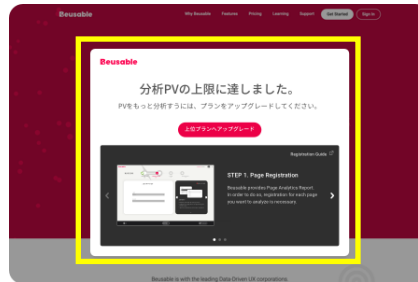 Beusable
Why Beusable Features Pricing Learning Support Get Started Sign In
Beusable
分析PVの上限に達しました。
PVをもっと分析すうには、プランをアップグレードしてください。
上位プランへアップグレード
Registration Guide
STEP 1. Page Registration
Beusable provides Page Analytics Report.
In order to do so, registration for each page
you want to analyze is necessary.
Beusable is with the leading Data-Driven UX corporations.